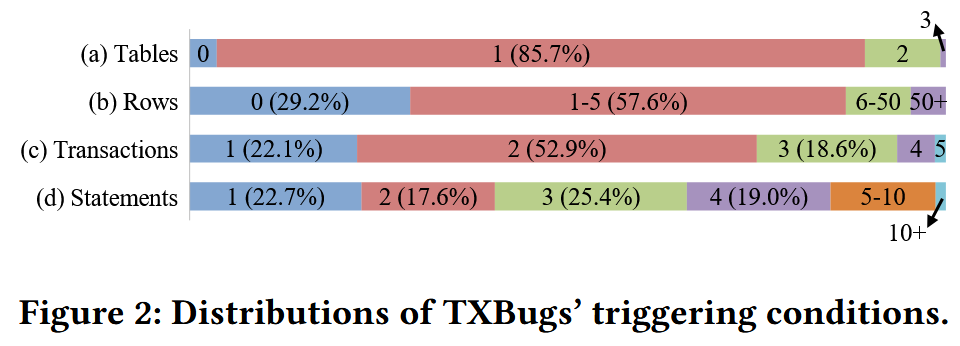 3
(a) Tables 0 1 (85.7%) 2
(b) Rows 0 (29.2%) 1-5 (57.6%) 6-50 50+
(c) Transactions 1 (22.1%) 2 (52.9%) 3 (18.6%) 4 5
(d) Statements 1 (22.7%) 2 (17.6%) 3 (25.4%) 4 (19.0%) 5-10
10+
Figure 2: Distributions of TXBugs’ triggering conditions.